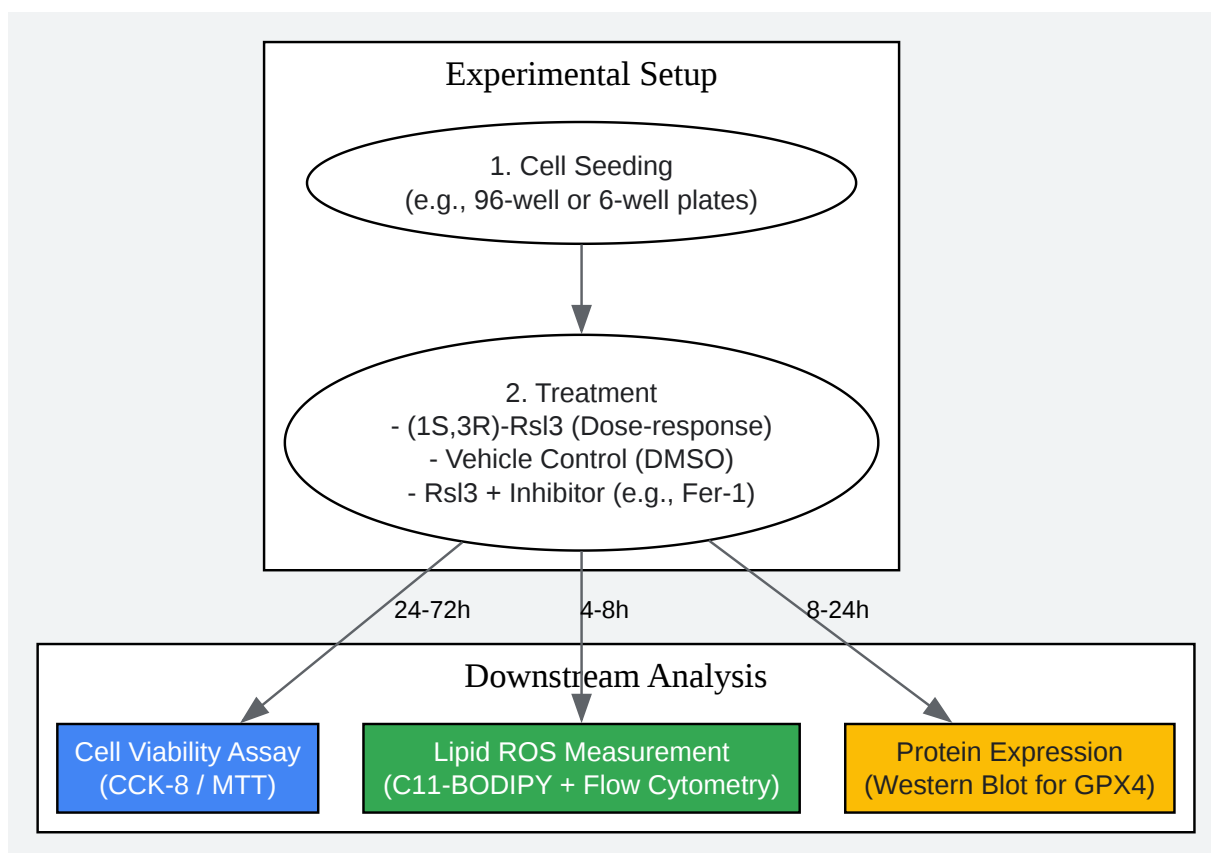 Experimental Setup
1. Cell Seeding
(e.g., 96-well or 6-well plates)
2. Treatment
- (1S,3R)-Rsl3 (Dose-response)
- Vehicle Control (DMSO)
- Rsl3 + Inhibitor (e.g., Fer-1)
24-72h
4-8h
8-24h
Downstream Analysis
Cell Viability Assay
(CCK-8 / MTT)
Lipid ROS Measurement
(C11-BODIPY + Flow Cytometry)
Protein Expression
(Western Blot for GPX4)